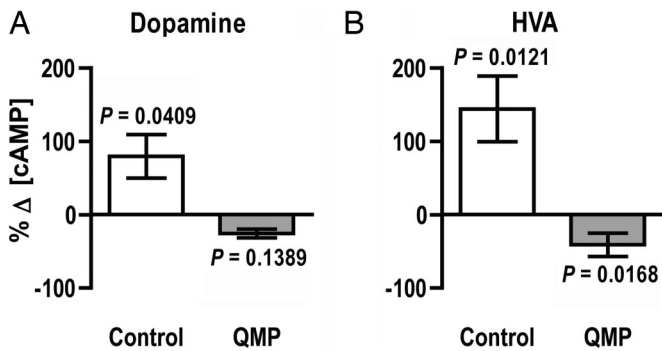 A Dopamine
B HVA
% Δ [cAMP]
200
100
0
-100
P = 0.0409
P = 0.1389
Control QMP
200
100
0
-100
P = 0.0121
P = 0.0168
Control QMP